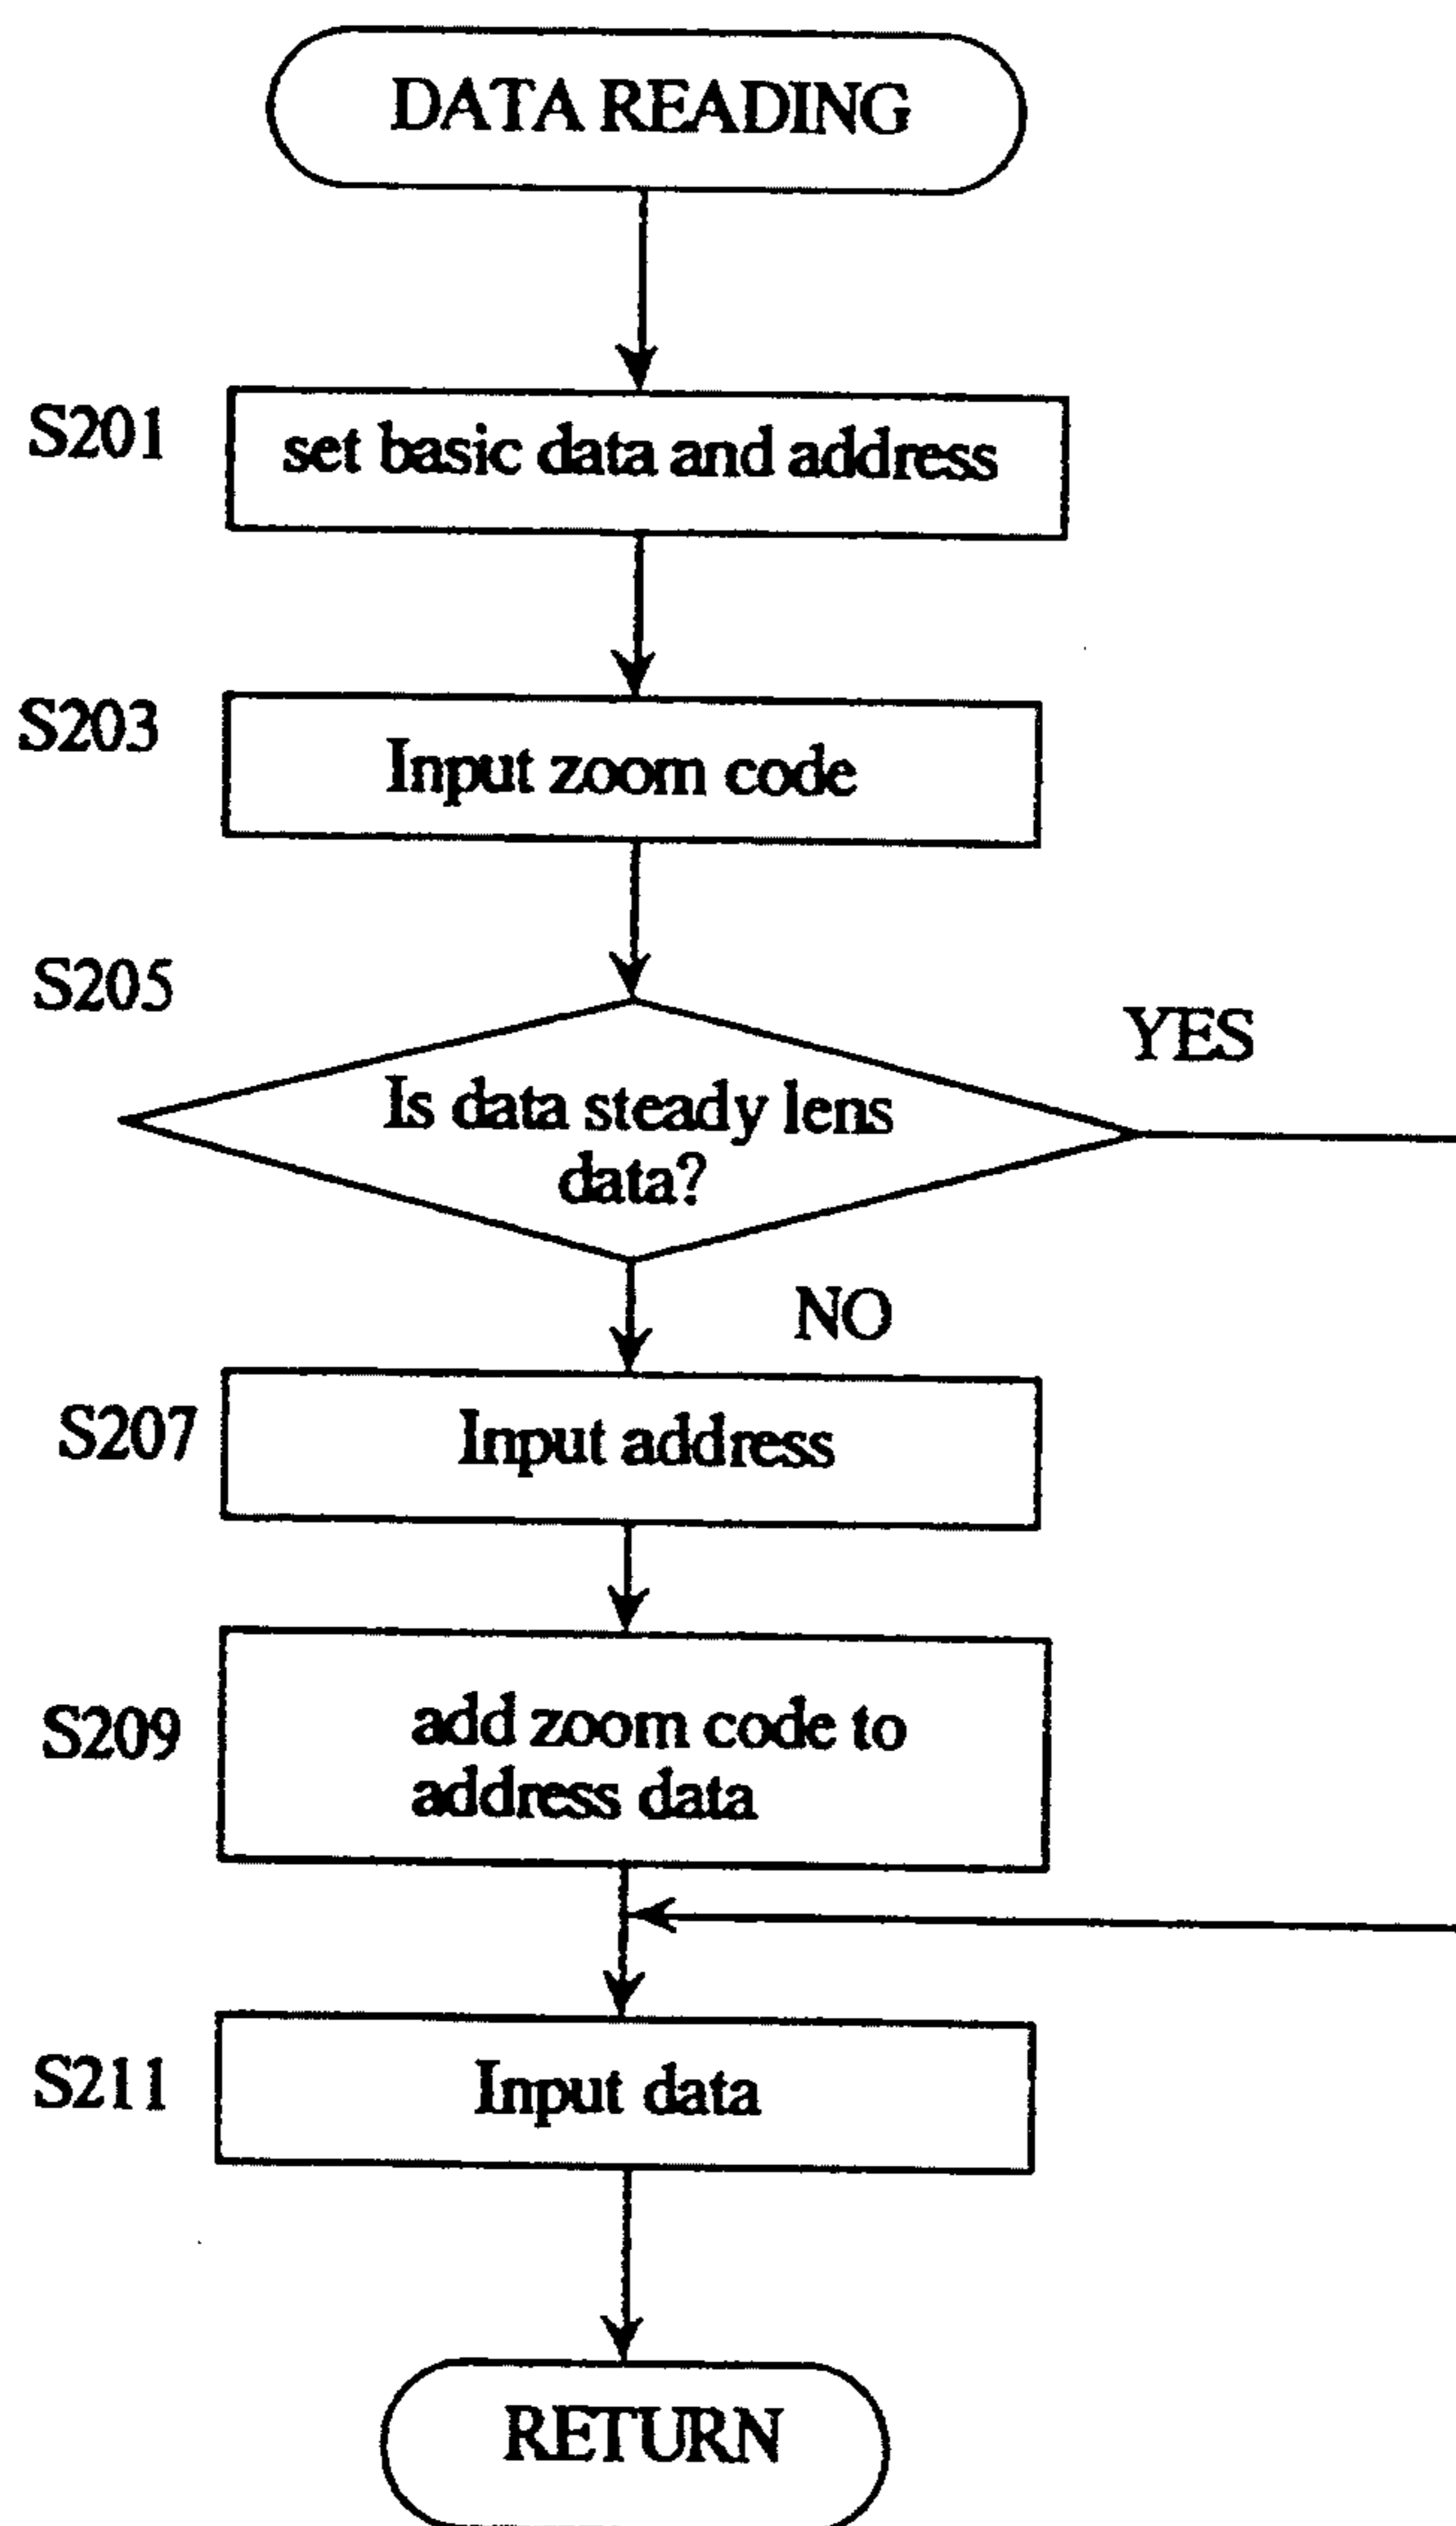 DATA READING
S201
set basic data and address
S203
Input zoom code
S205
YES
Is data steady lens
data?
NO
S207
Input address
S209
add zoom code to
address data
S211
Input data
RETURN